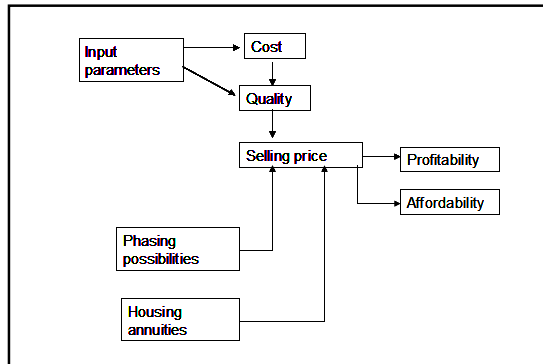 Input
parameters
Cost
Quality
Selling price
Profitability
Affordability
Phasing
possibilities
Housing
annuities